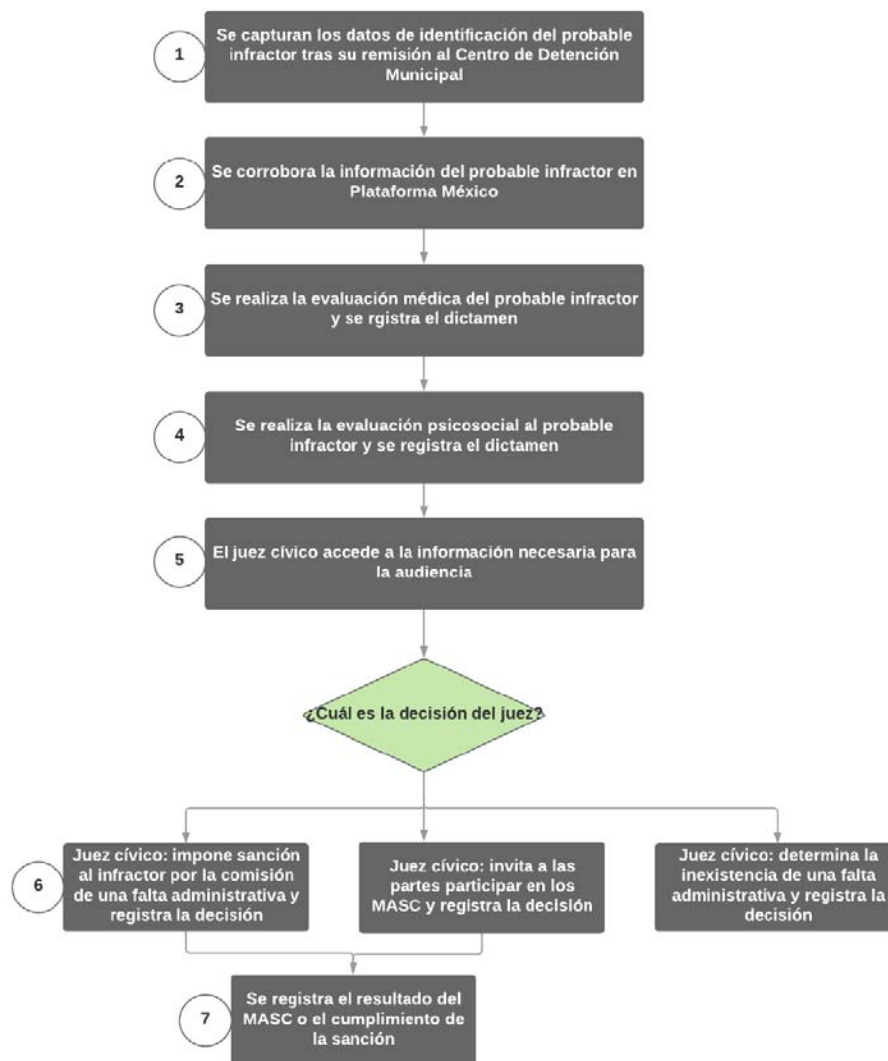 1
Se capturan los datos de identificación del probable
infractor tras su remisión al Centro de Detención
Municipal
2
Se corrobora la información del probable infractor en
Plataforma México
3
Se realiza la evaluación médica del probable infractor
y se rgistra el dictamen
4
Se realiza la evaluación psicosocial al probable
infractor y se registra el dictamen
5
El juez cívico accede a la información necesaria para
la audiencia
¿Cuál es la decisión del juez?
6
Juez cívico: impone sanción
al infractor por la comisión
de una falta administrativa y
registra la decisión
Juez cívico: invita a las
partes participar en los
MASC y registra la decisión
Juez cívico: determina la
inexistencia de una falta
administrativa y registra la
decisión
7
Se registra el resultado del
MASC o el cumplimiento de
la sanción